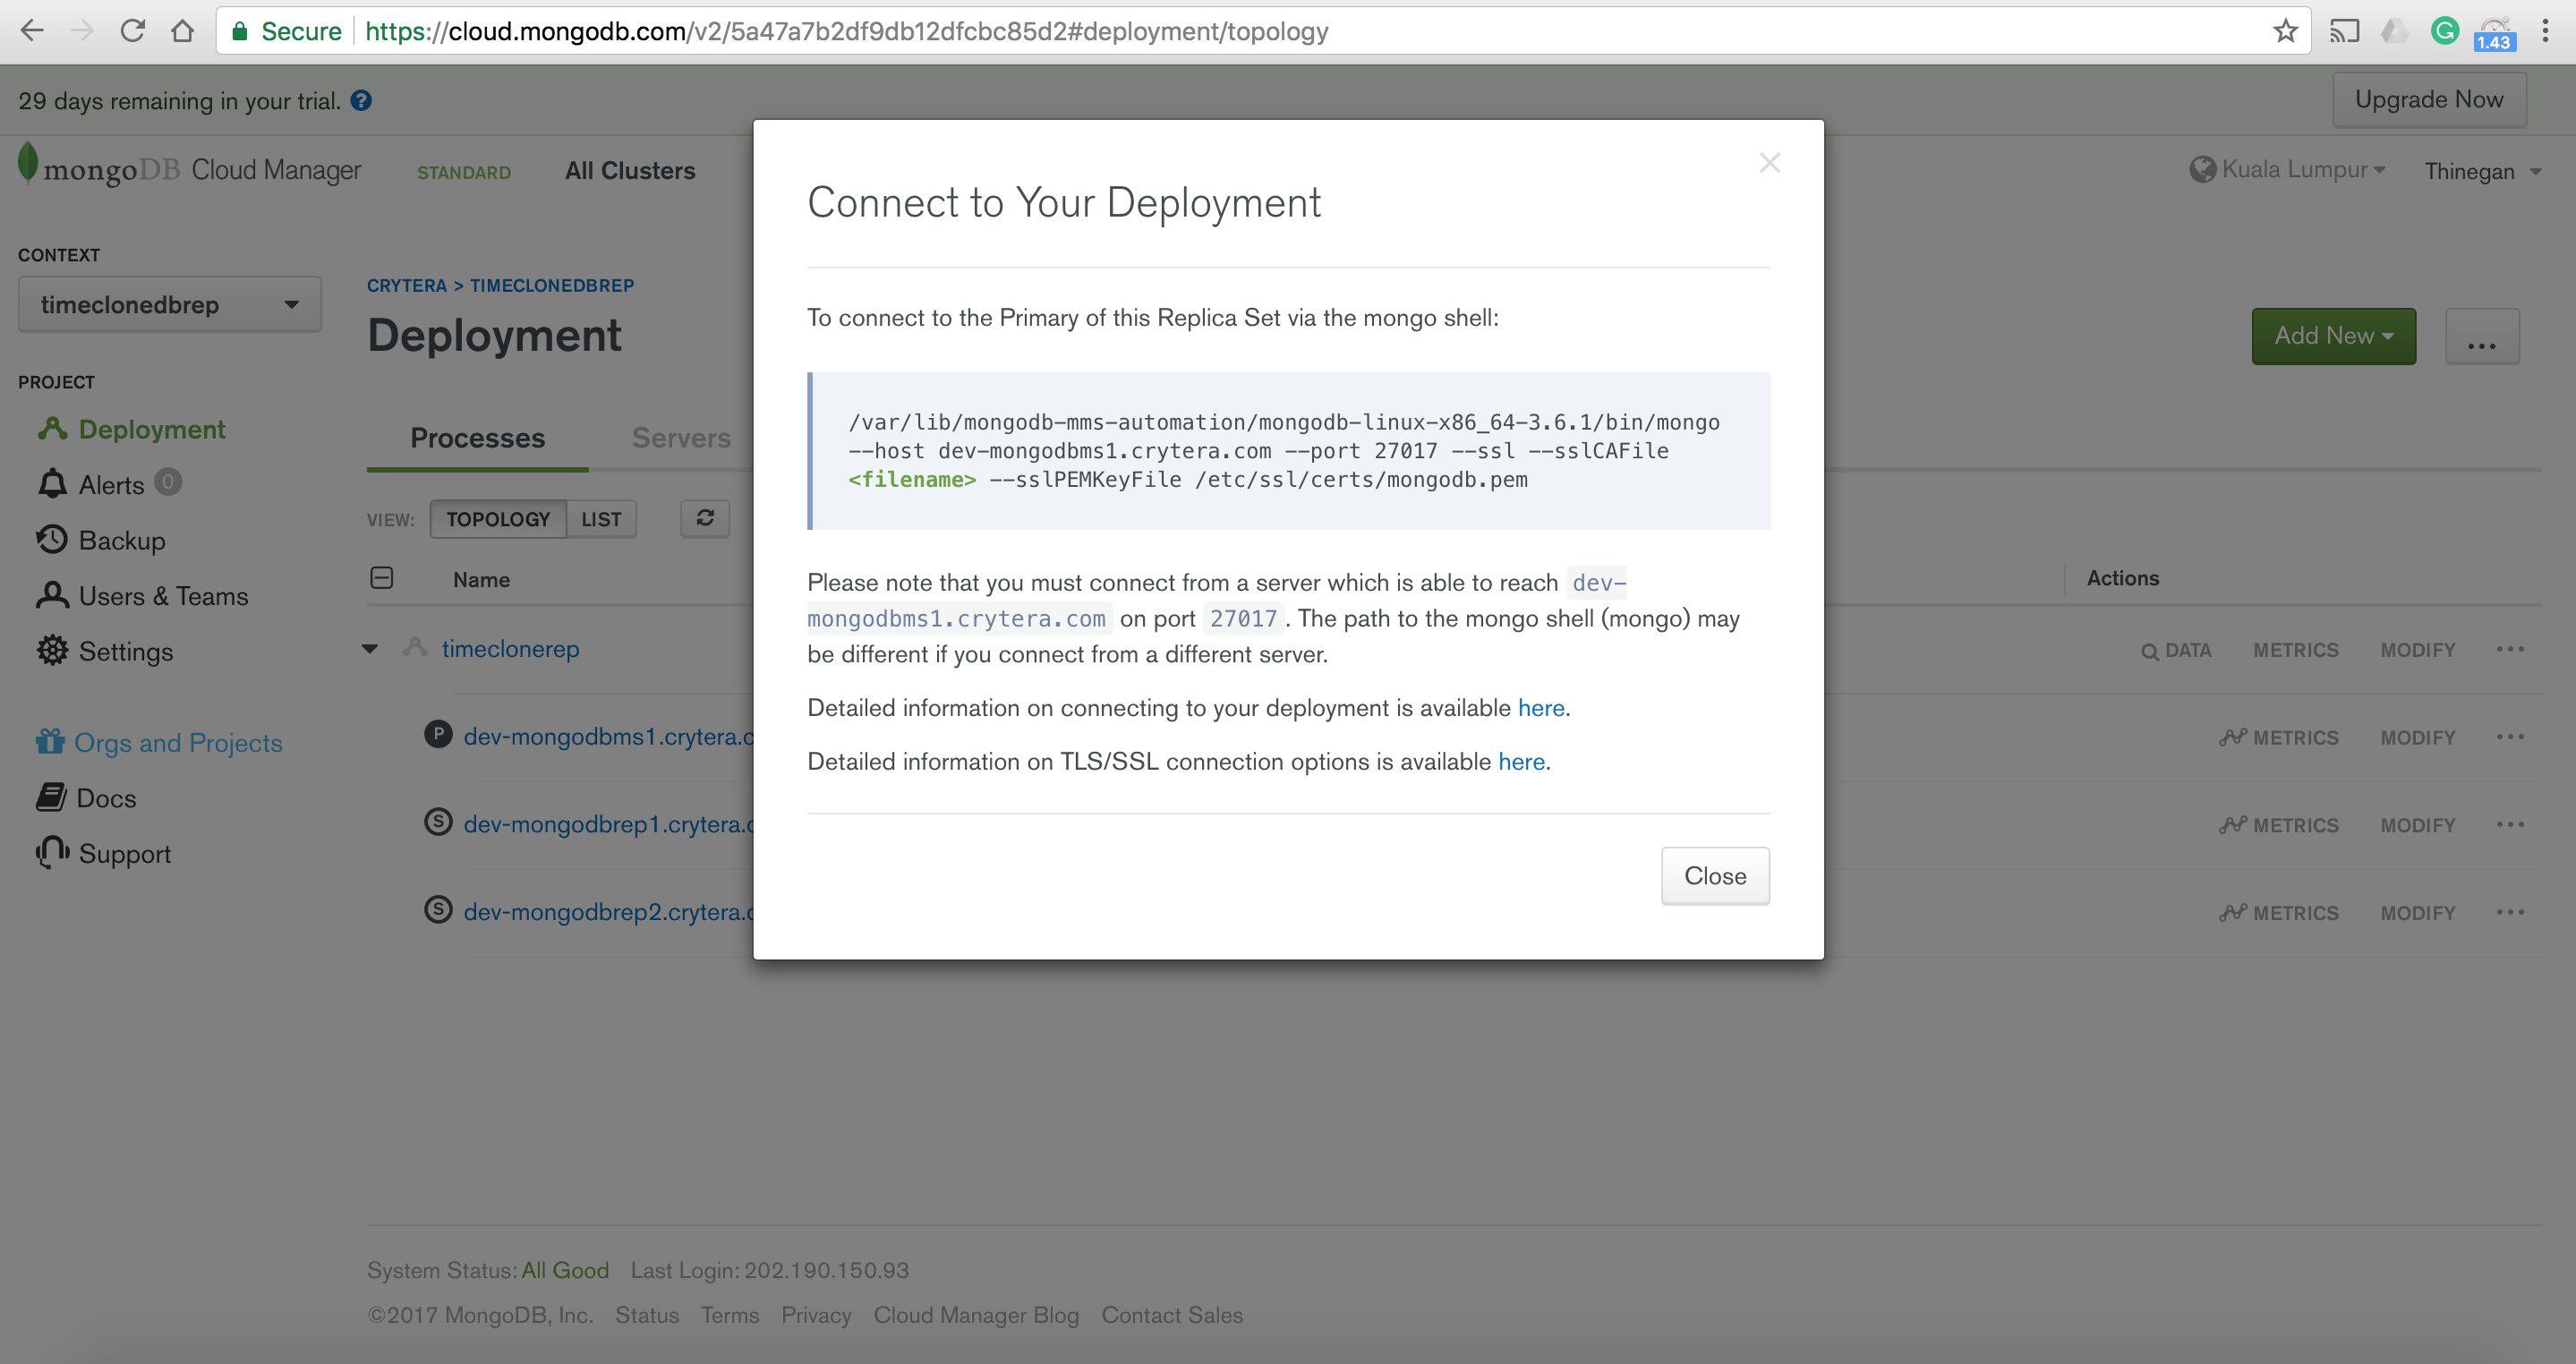 Secure https://cloud.mongodb.com/v2/5a47a7b2df9db12dfcbc85d2#deployment/topology
1.43
29 days remaining in your trial. ?
Upgrade Now
mongoDB Cloud Manager STANDARD All Clusters
Kuala Lumpur Thinegan
CONTEXT
timeclonedbrep
PROJECT
Deployment
Alerts 0
Backup
Users & Teams
Settings
Orgs and Projects
Docs
Support
CRYTERA > TIMECLONEDBREP
Deployment
Add New ...
Processes Servers
VIEW: TOPOLOGY LIST
Name Actions
timeclonerep DATA METRICS MODIFY
P dev-mongodbms1.crytera.c METRICS MODIFY
S dev-mongodbrep1.crytera.c METRICS MODIFY
S dev-mongodbrep2.crytera.c METRICS MODIFY
Connect to Your Deployment
To connect to the Primary of this Replica Set via the mongo shell:
/var/lib/mongodb-mms-automation/mongodb-linux-x86_64-3.6.1/bin/mongo
--host dev-mongodbms1.crytera.com --port 27017 --ssl --sslCAFile
<filename> --sslPEMKeyFile /etc/ssl/certs/mongodb.pem
Please note that you must connect from a server which is able to reach dev-
mongodbms1.crytera.com on port 27017. The path to the mongo shell (mongo) may
be different if you connect from a different server.
Detailed information on connecting to your deployment is available here.
Detailed information on TLS/SSL connection options is available here.
Close
System Status: All Good Last Login: 202.190.150.93
©2017 MongoDB, Inc. Status Terms Privacy Cloud Manager Blog Contact Sales